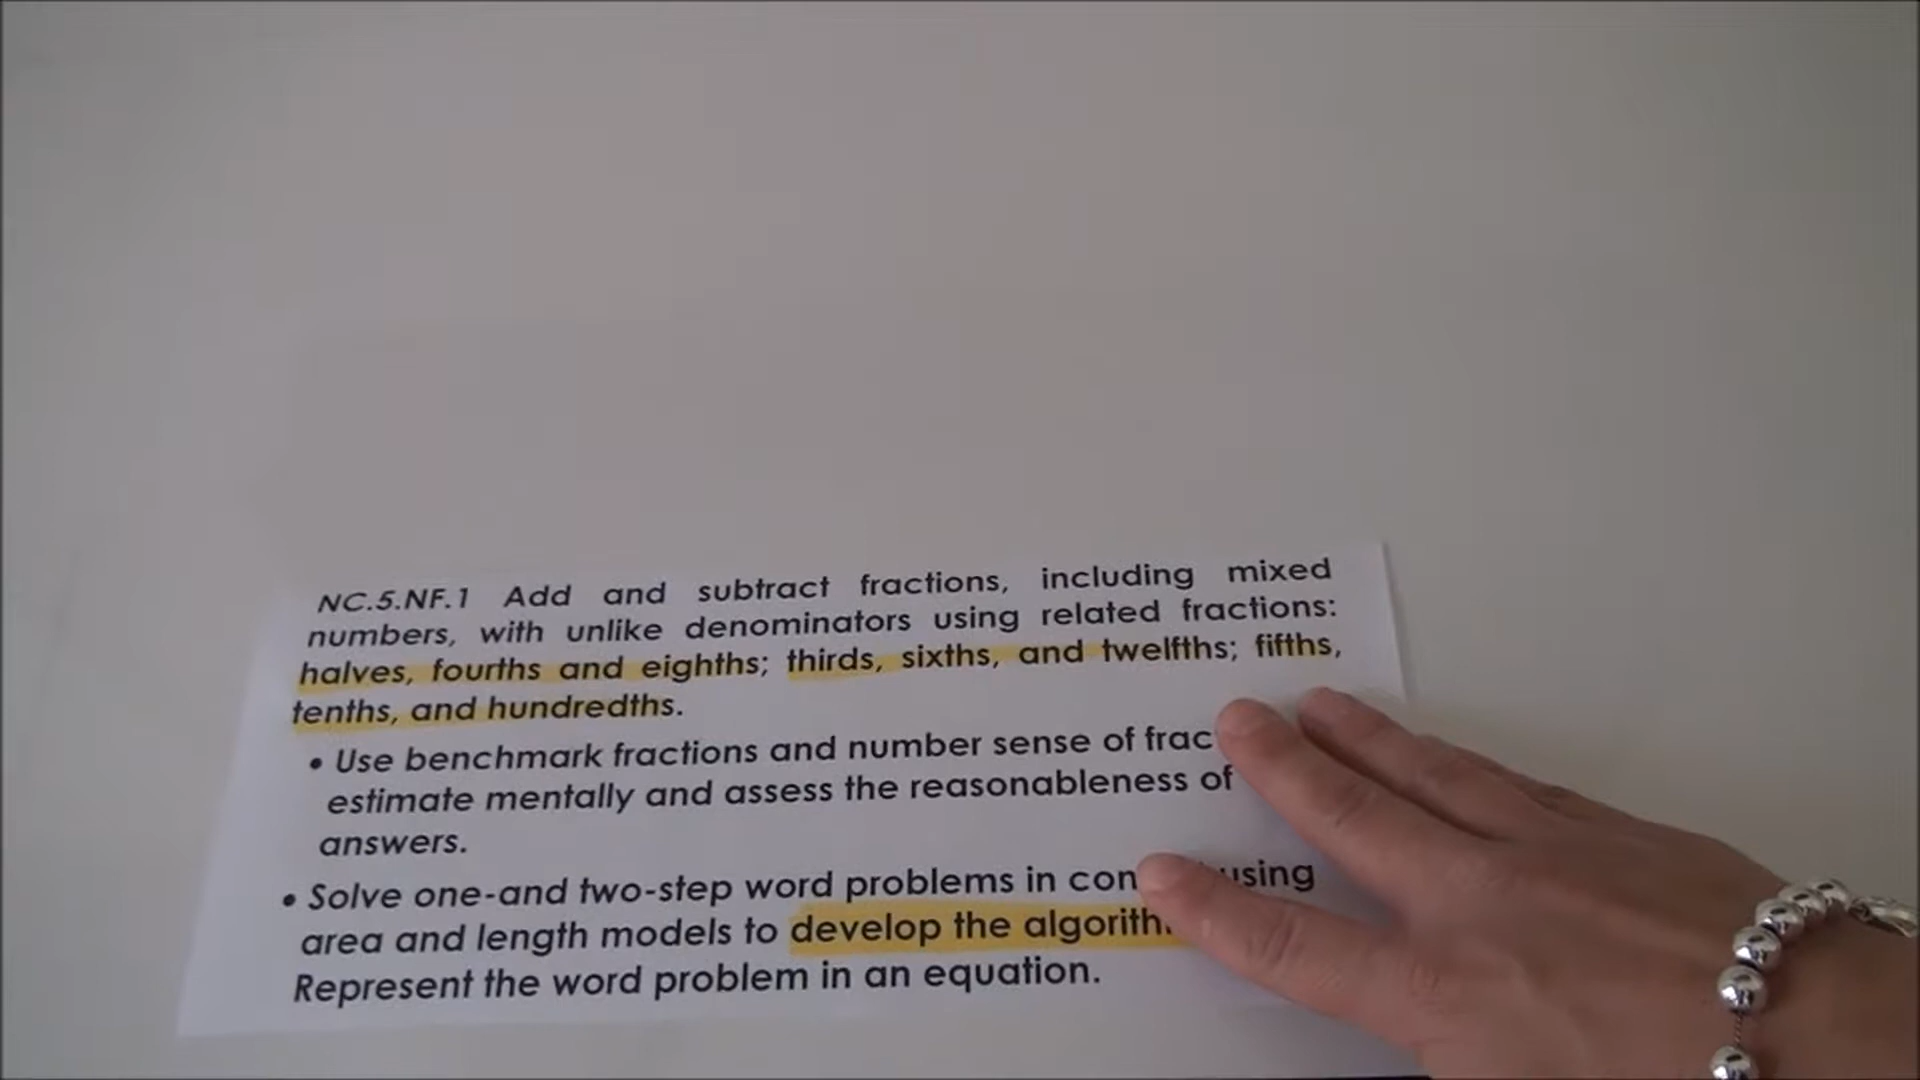 NC.5.NF.1 Add and subtract fractions, including mixed
numbers, with unlike denominators using related fractions:
halves, fourths and eighths; thirds, sixths, and twelfths; fifths,
tenths, and hundredths.
• Use benchmark fractions and number sense of
estimate mentally and assess the reasonableness of
answers.
• Solve one-and two-step word problems in using
area and length models to develop the
Represent the word problem in an equation.